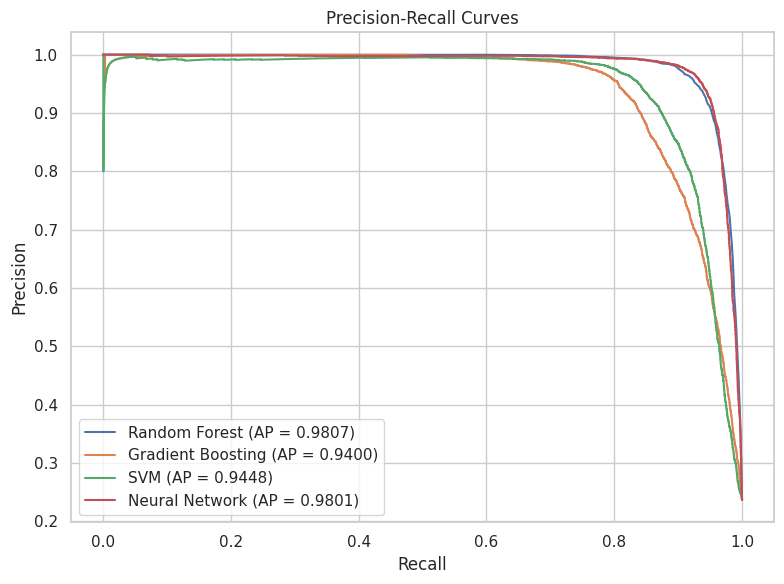 Precision-Recall Curves
1.0
0.9
0.8
0.7
0.6
0.5
0.4
0.3
0.2
Precision
Random Forest (AP = 0.9807)
Gradient Boosting (AP = 0.9400)
SVM (AP = 0.9448)
Neural Network (AP = 0.9801)
0.0 0.2 0.4 0.6 0.8 1.0
Recall